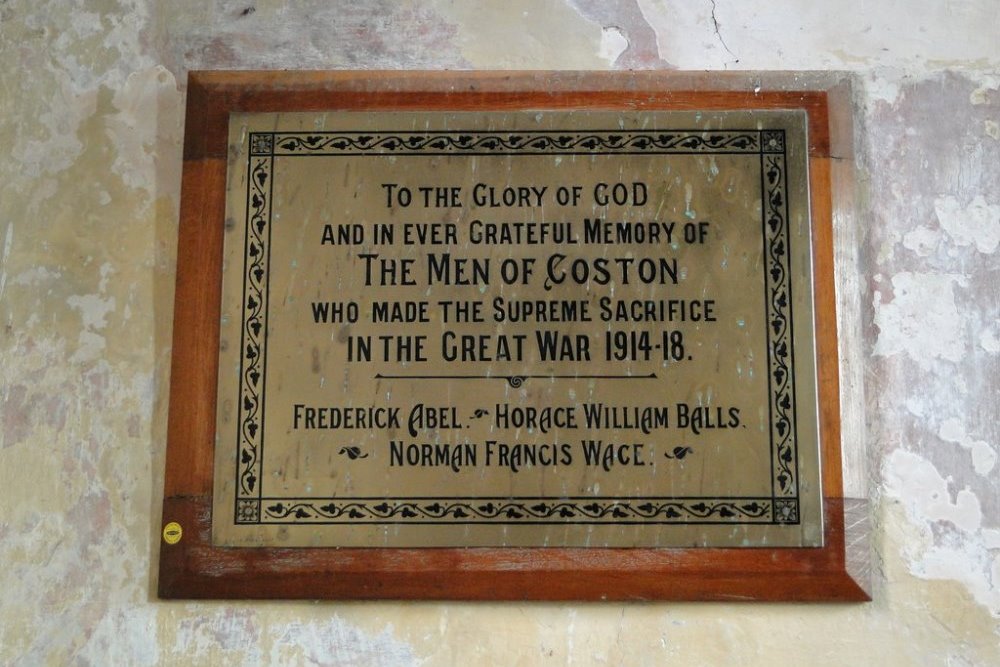 To the Glory of God
and in ever Grateful Memory of
The Men of Coston
who made the Supreme Sacrifice
in the Great War 1914-18.
Frederick Abel. Horace William Balls.
Norman Francis Wace.